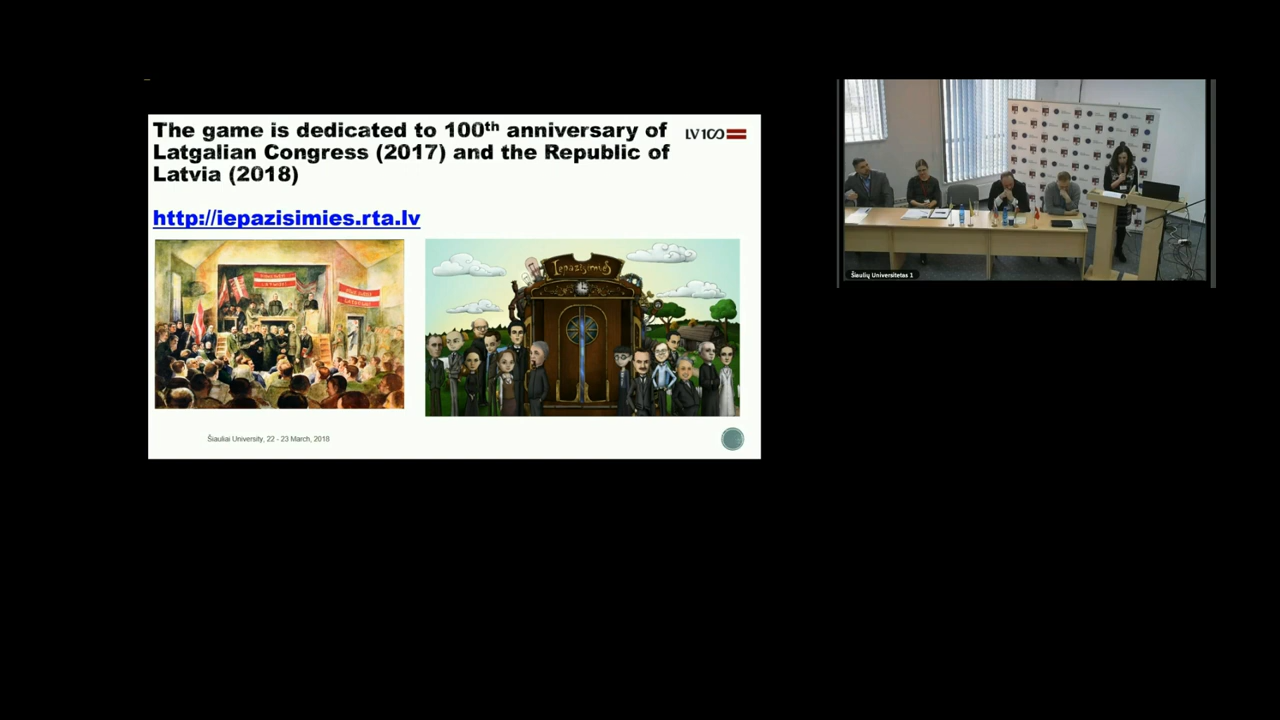 The game is dedicated to 100th anniversary of
Latgalian Congress (2017) and the Republic of
Latvia (2018)
LV100
http://iepazisimies.rta.lv
Iepazīsimies
Šiauliai University, 22 - 23 March, 2018
Šiaulių Universitetas 1